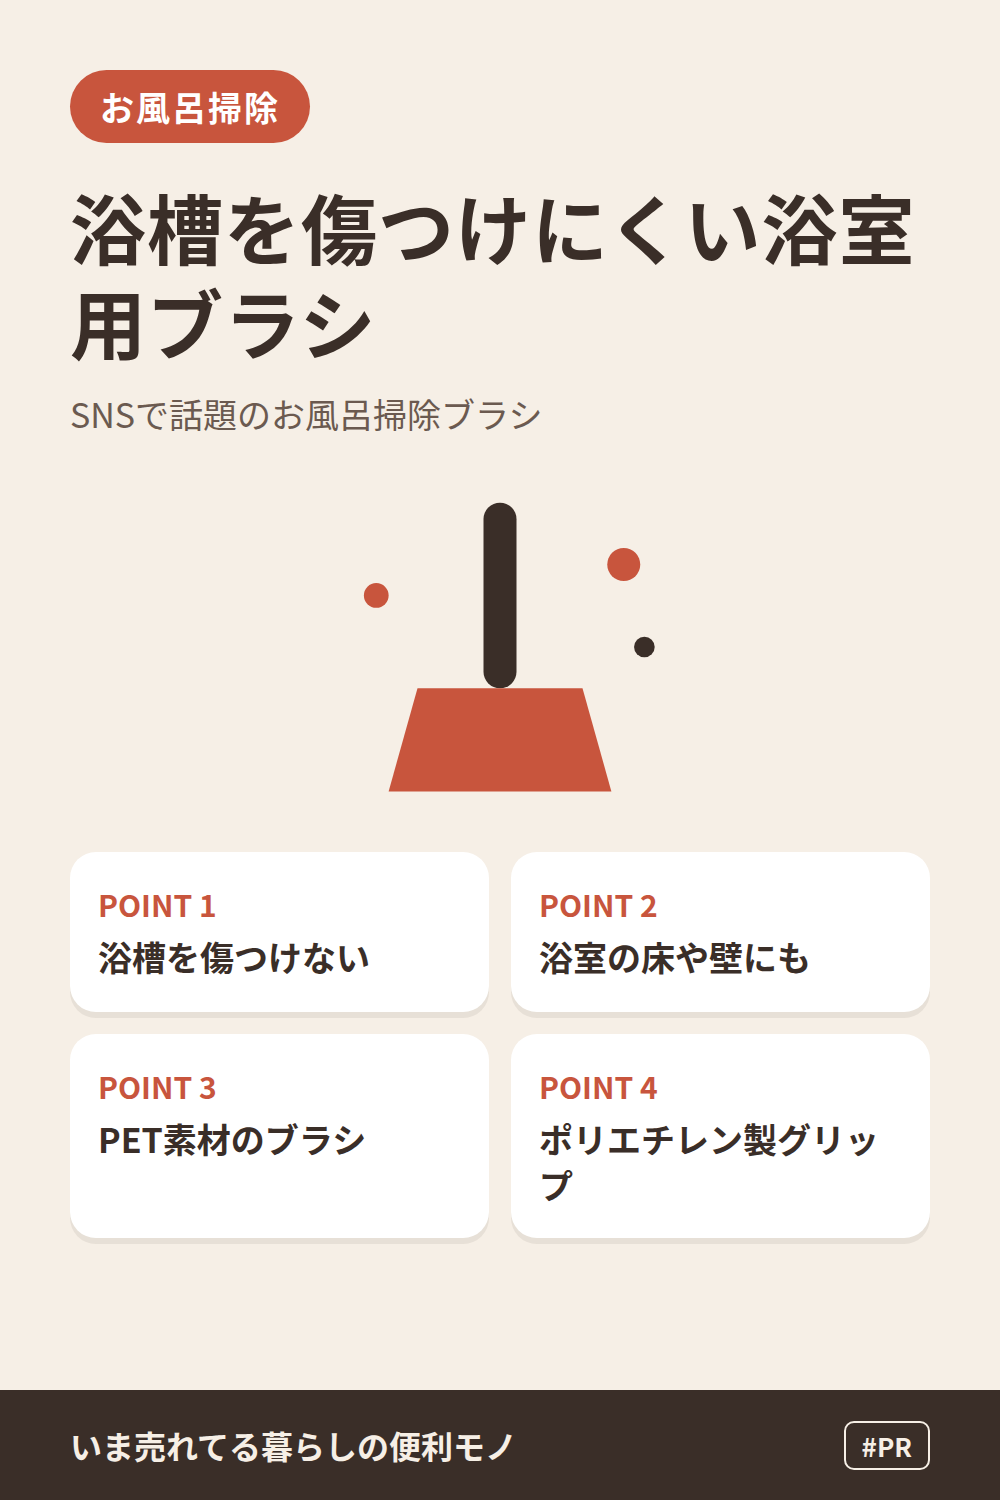 お風呂掃除
浴槽を傷つけにくい浴室
用ブラシ
SNSで話題のお風呂掃除ブラシ
POINT 1
浴槽を傷つけない
POINT 2
浴室の床や壁にも
POINT 3
PET素材のブラシ
POINT 4
ポリエチレン製グリッ
プ
いま売れてる暮らしの便利モノ
#PR